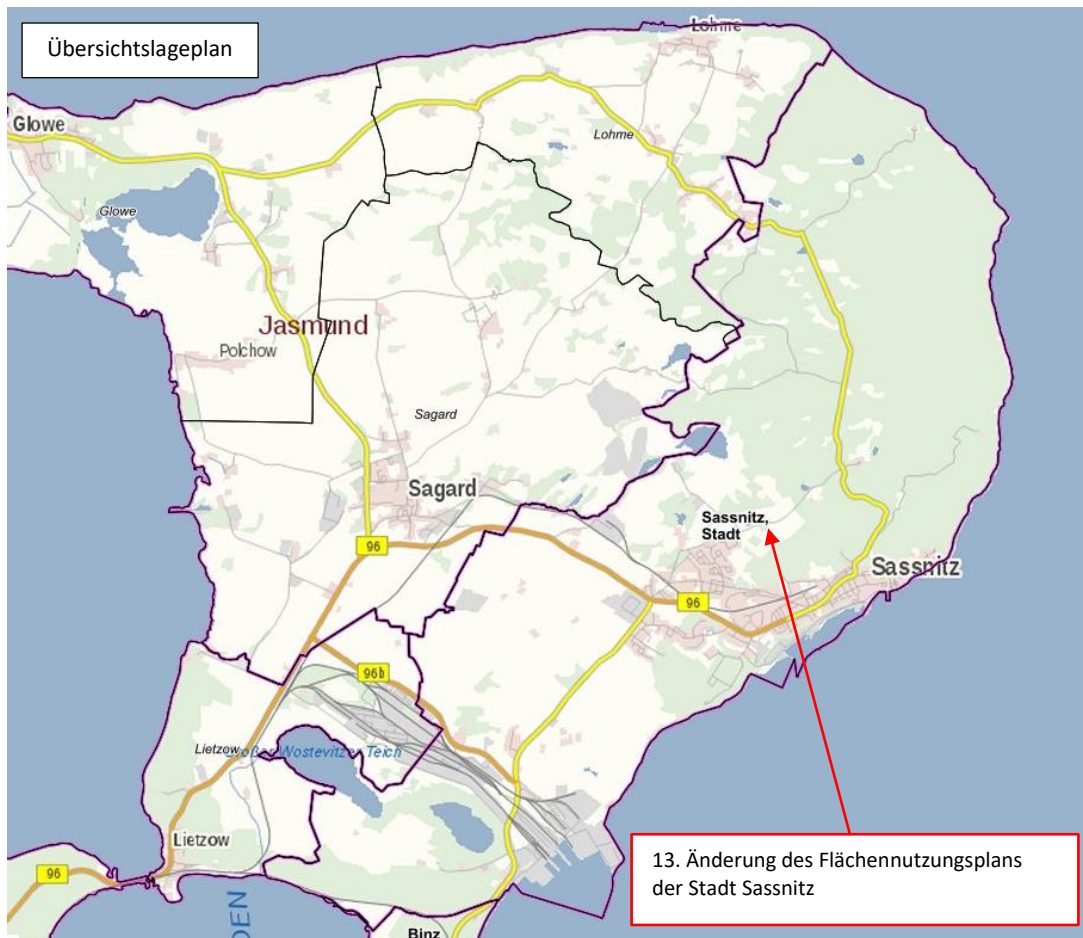 Übersichtslageplan
Lohme
Glowe
Lohme
Glowe
Jasmund
Polchow
Sagard
Sagard
Sassnitz,
Stadt
96
Sassnitz
96
96b
Lietzow
Großer Wostevitzer Teich
Lietzow
96
DEN
Binz
13. Änderung des Flächennutzungsplans
der Stadt Sassnitz